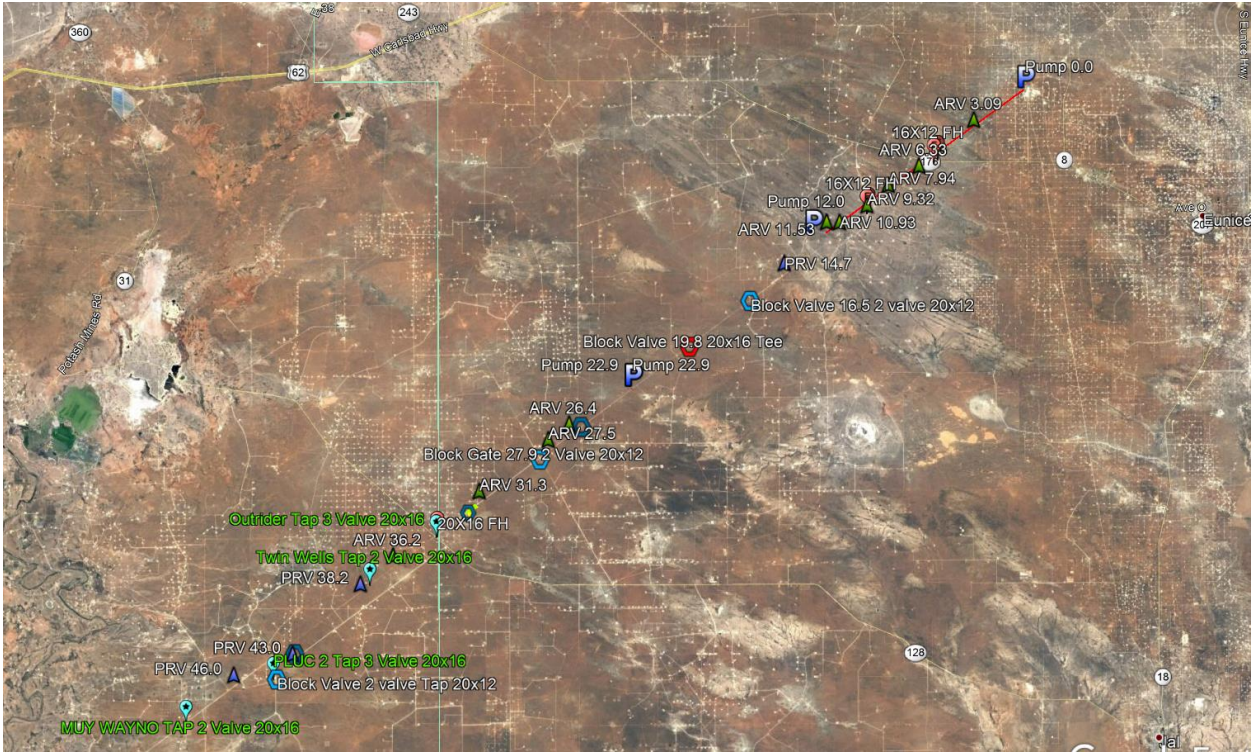 E-38
243
360
W Carlsbad Hwy
62
S Eunice Hwy
Pump 0.0
ARV 3.09
16X12 FH
ARV 6.33
176
8
ARV 7.94
16X12 FH
ARV 9.32
Pump 12.0
Ave O
Eunice
207
ARV 11.53
ARV 10.93
PRV 14.7
31
Potash Mines Rd
Block Valve 16.5 2 valve 20x12
Block Valve 19.8 20x16 Tee
Pump 22.9
Pump 22.9
ARV 26.4
ARV 27.5
Block Gate 27.9 2 Valve 20x12
ARV 31.3
Outrider Tap 3 Valve 20x16
20X16 FH
ARV 36.2
Twin Wells Tap 2 Valve 20x16
PRV 38.2
PRV 43.0
PLUC 2 Tap 3 Valve 20x16
128
PRV 46.0
Block Valve 2 valve Tap 20x12
18
MUY WAYNO TAP 2 Valve 20x16
Jal